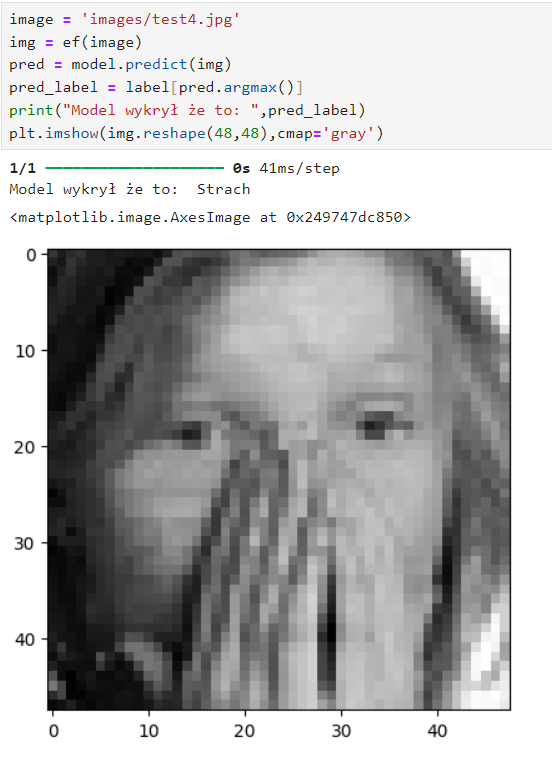 image = 'images/test4.jpg'
img = ef(image)
pred = model.predict(img)
pred_label = label[pred.argmax()]
print("Model wykrył że to: ",pred_label)
plt.imshow(img.reshape(48,48),cmap='gray')
1/1 ━━━━━━━━━━━━━━━━━━━━ 0s 41ms/step
Model wykrył że to:  Strach
<matplotlib.image.AxesImage at 0x249747dc850>
0
10
20
30
40
0 10 20 30 40